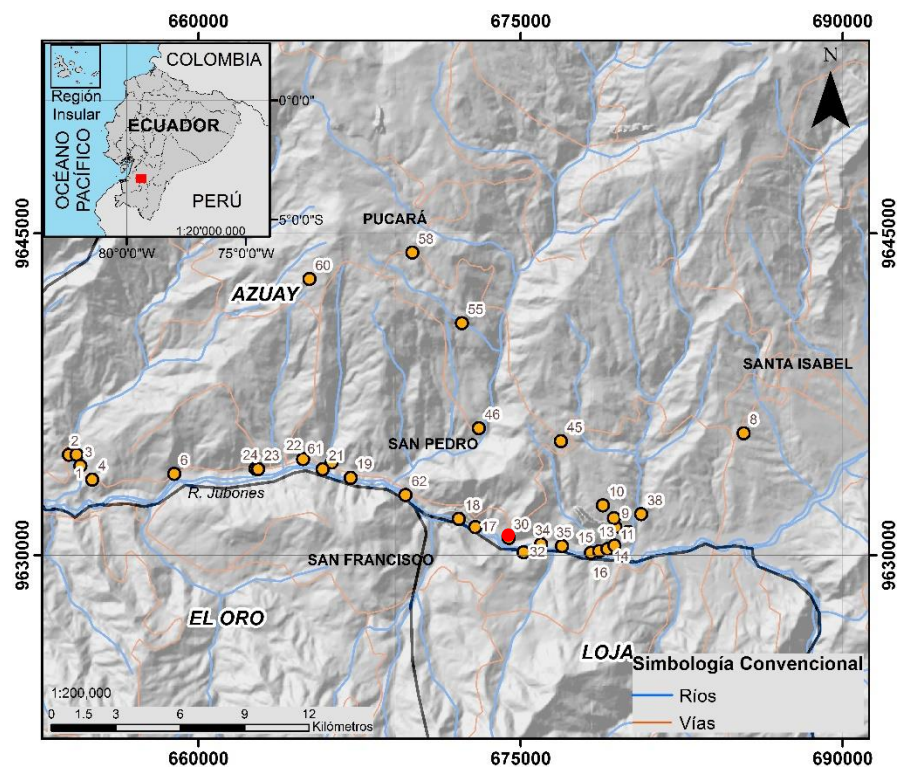 660000
675000
690000
COLOMBIA
Región
Insular
ECUADOR
0°0'0"
OCÉANO
PACÍFICO
PERÚ
5°0'0"S
1:20'000.000
80°0'0"W
75°0'0"W
N
9645000
9645000
PUCARÁ
58
60
AZUAY
55
SANTA ISABEL
46
45
8
SAN PEDRO
2
3
1
4
6
24
23
22
61
21
19
R. Jubones
62
18
17
30
34
32
35
15
10
9
38
13
11
14
16
9630000
9630000
SAN FRANCISCO
EL ORO
LOJA
Simbología Convencional
Ríos
Vías
1:200,000
0 1.5 3 6 9 12
Kilómetros
660000
675000
690000